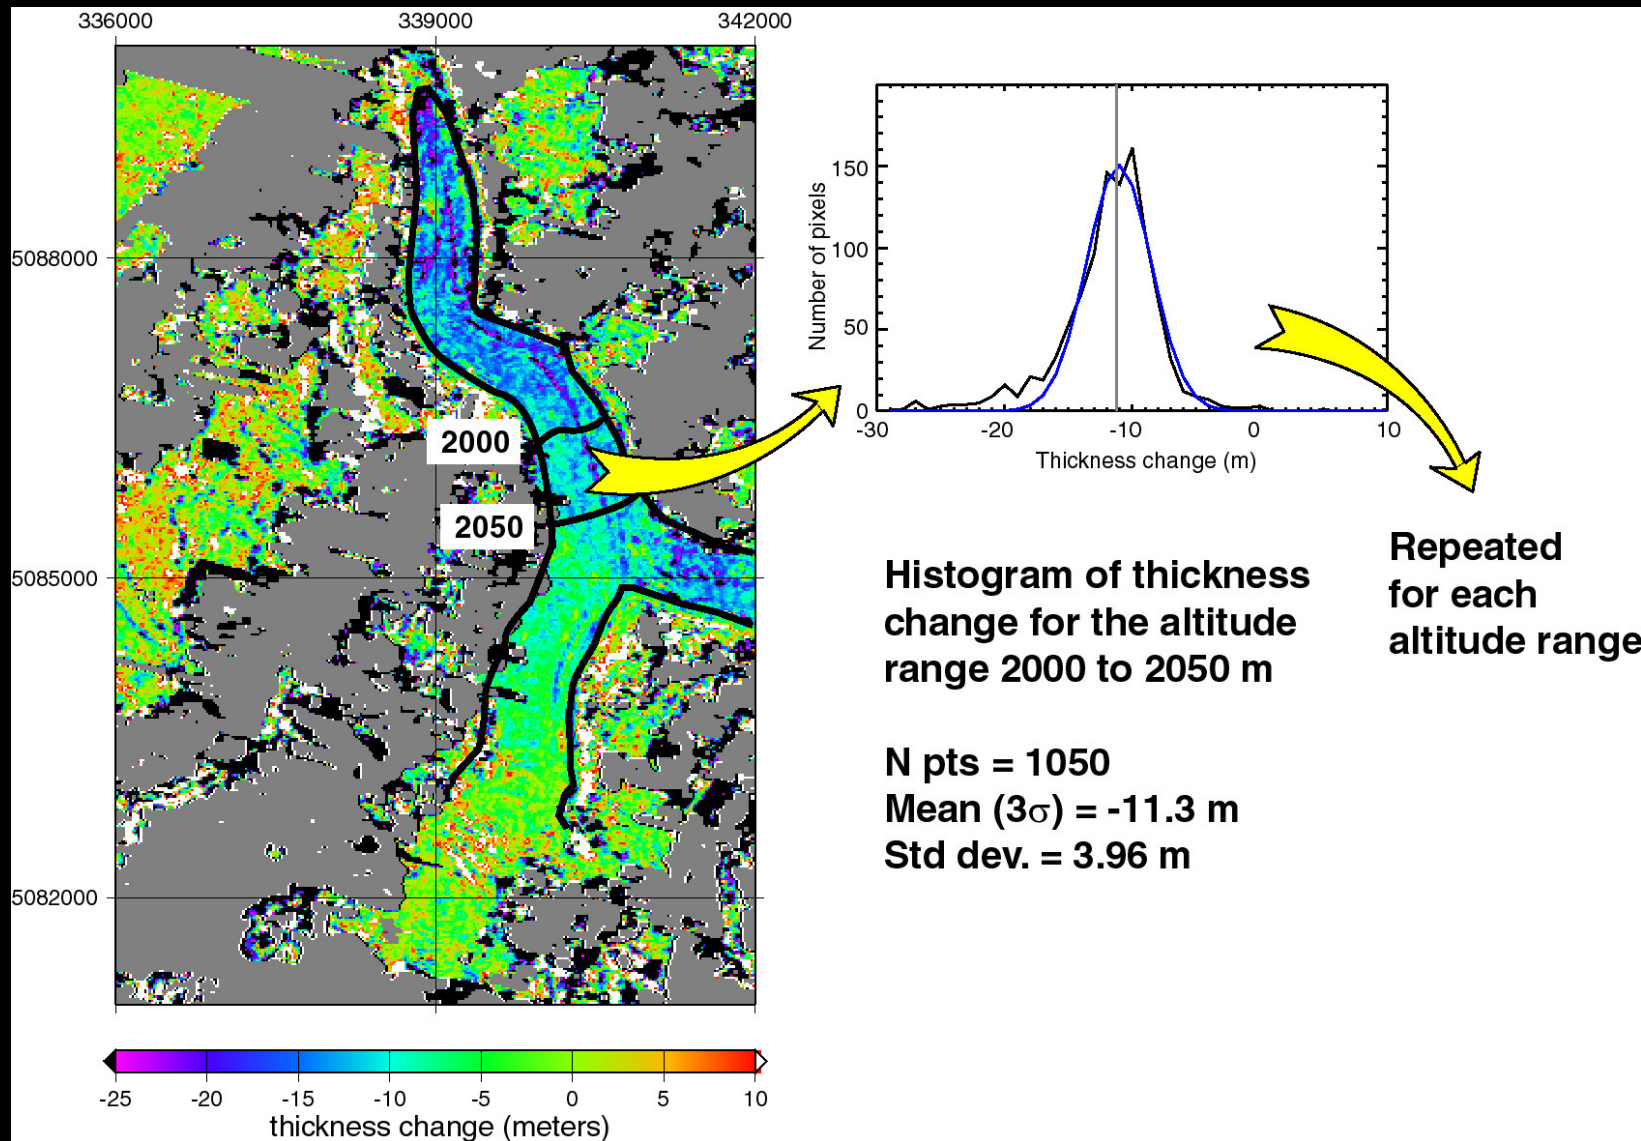 336000 339000 342000
5088000
5085000
5082000
2000
2050
-25 -20 -15 -10 -5 0 5 10
thickness change (meters)
150
100
50
0
Number of pixels
-30 -20 -10 0 10
Thickness change (m)
Histogram of thickness
change for the altitude
range 2000 to 2050 m
N pts = 1050
Mean (3σ) = -11.3 m
Std dev. = 3.96 m
Repeated
for each
altitude range